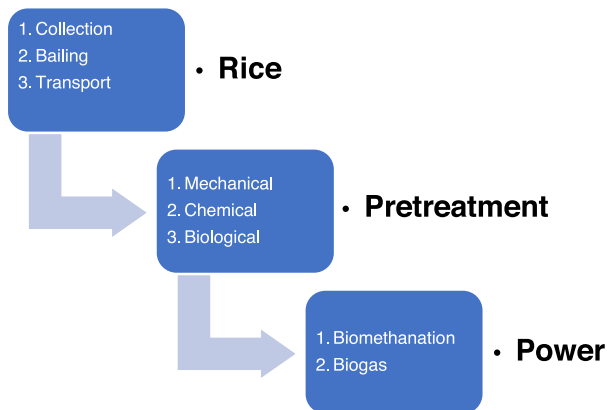 1. Collection
2. Bailing
3. Transport
• Rice
1. Mechanical
2. Chemical
3. Biological
• Pretreatment
1. Biomethanation
2. Biogas
• Power